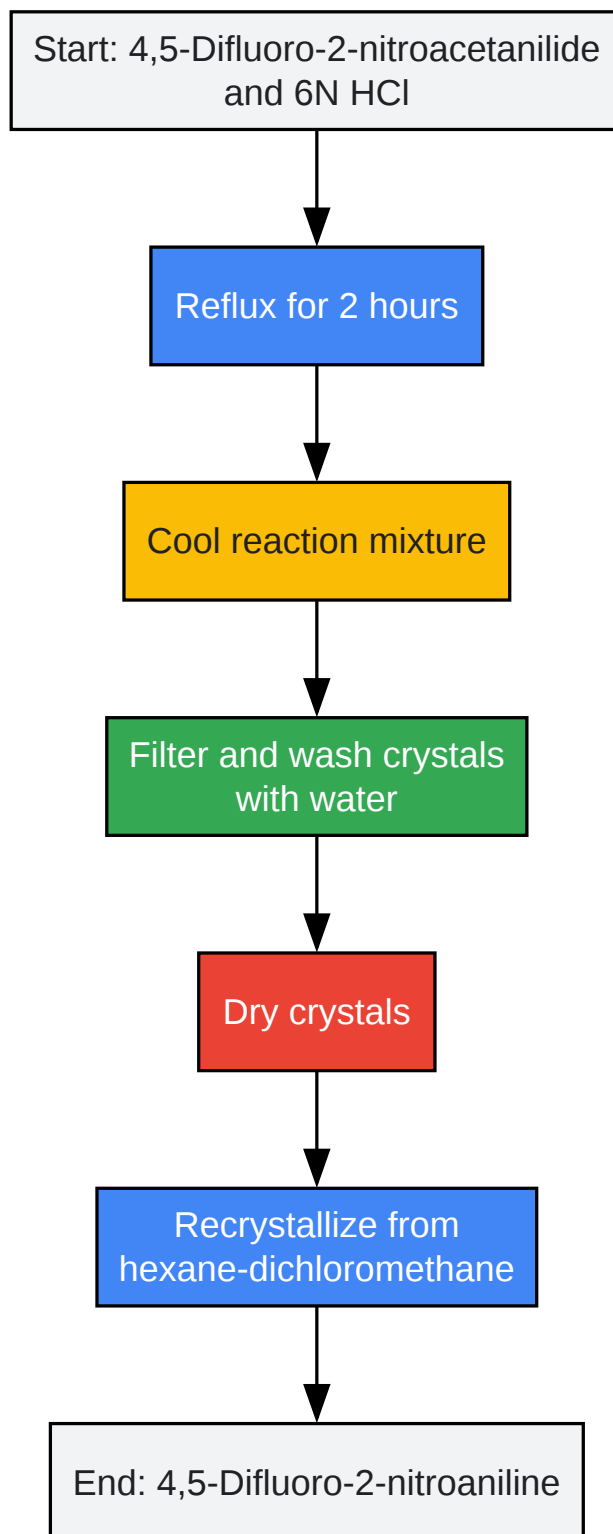 Start: 4,5-Difluoro-2-nitroacetanilide
and 6N HCl
Reflux for 2 hours
Cool reaction mixture
Filter and wash crystals
with water
Dry crystals
Recrystallize from
hexane-dichloromethane
End: 4,5-Difluoro-2-nitroaniline